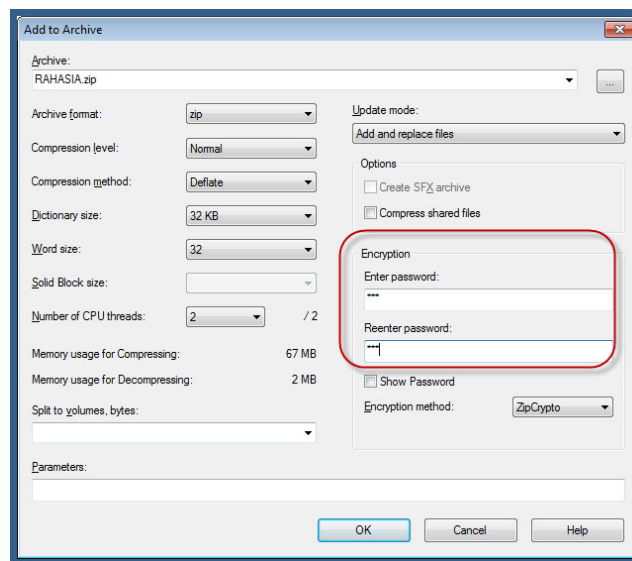 Add to Archive
Archive:
RAHASIA.zip
...
Archive format:
zip
Compression level:
Normal
Compression method:
Deflate
Dictionary size:
32 KB
Word size:
32
Solid Block size:
Number of CPU threads:
2
/ 2
Memory usage for Compressing:
67 MB
Memory usage for Decompressing:
2 MB
Split to volumes, bytes:
Update mode:
Add and replace files
Options
Create SFX archive
Compress shared files
Encryption
Enter password:
***
Reenter password:
***
Show Password
Encryption method:
ZipCrypto
Parameters:
OK
Cancel
Help